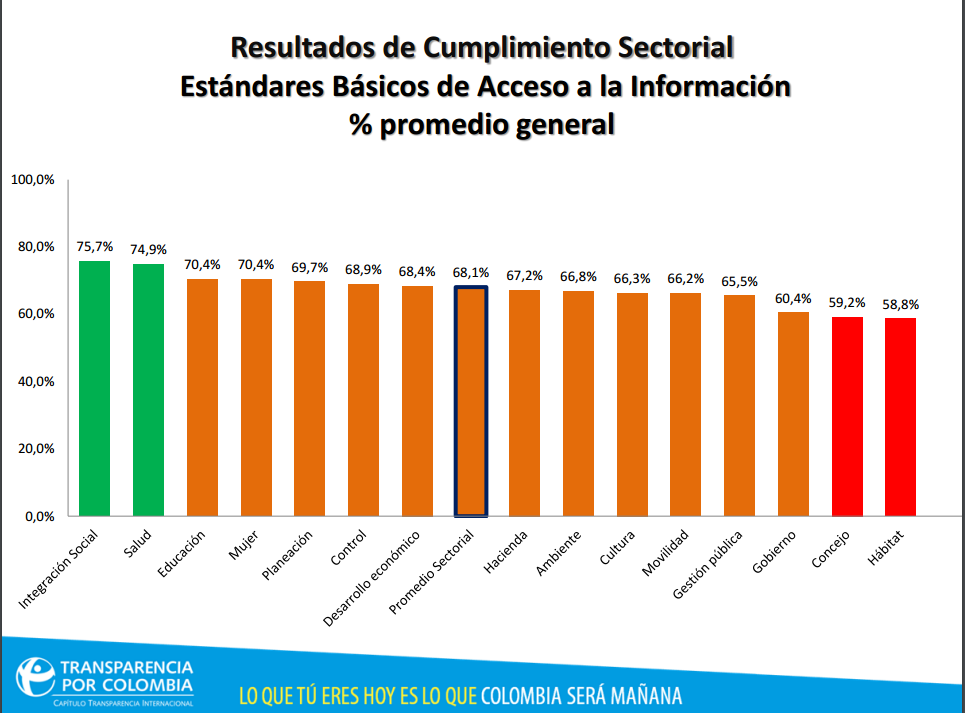 Resultados de Cumplimiento Sectorial
Estándares Básicos de Acceso a la Información
% promedio general
100,0%
80,0%
60,0%
40,0%
20,0%
0,0%
75,7%
74,9%
70,4%
70,4%
69,7%
68,9%
68,4%
68,1%
67,2%
66,8%
66,3%
66,2%
65,5%
60,4%
59,2%
58,8%
Integración Social
Salud
Educación
Mujer
Planeación
Control
Desarrollo económico
Promedio Sectorial
Hacienda
Ambiente
Cultura
Movilidad
Gestión pública
Gobierno
Concejo
Hábitat
TRANSPARENCIA
POR COLOMBIA
CAPÍTULO TRANSPARENCIA INTERNACIONAL
LO QUE TÚ ERES HOY ES LO QUE COLOMBIA SERÁ MAÑANA